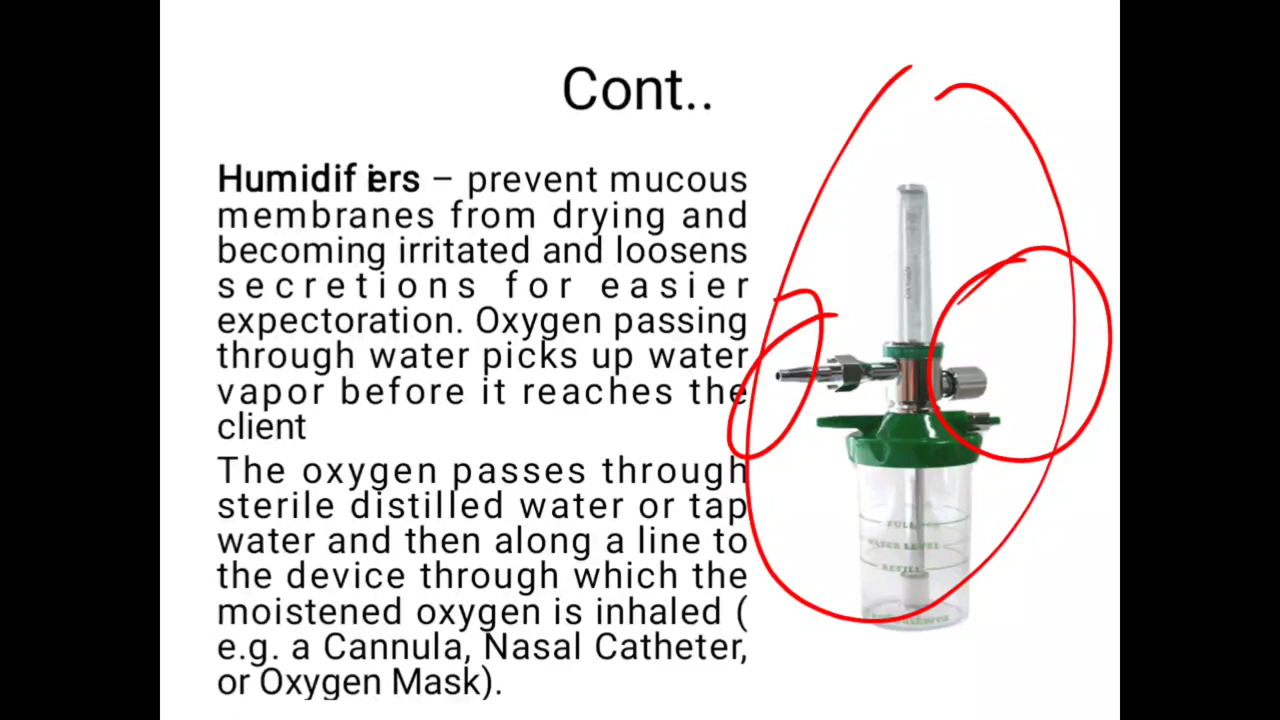 Cont..
Humidifiers – prevent mucous
membranes from drying and
becoming irritated and loosens
secretions for easier
expectoration. Oxygen passing
through water picks up water
vapor before it reaches the
client
The oxygen passes through
sterile distilled water or tap
water and then along a line to
the device through which the
moistened oxygen is inhaled (
e.g. a Cannula, Nasal Catheter,
or Oxygen Mask).
FULL
WATER LEVEL
REFILL